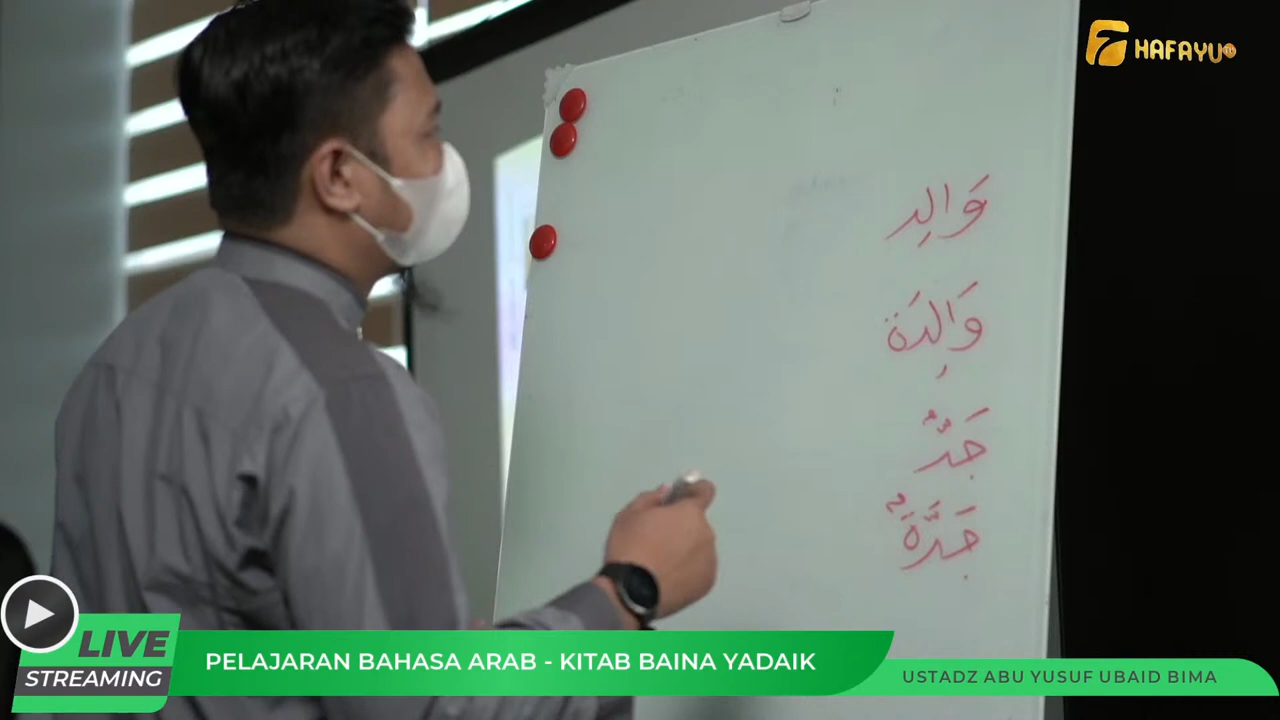 HAFAYU
وَالِد
وَالِدَة
جَدٌّ
جَدَّةٌ
LIVE
STREAMING
PELAJARAN BAHASA ARAB - KITAB BAINA YADAIK
USTADZ ABU YUSUF UBAID BIMA